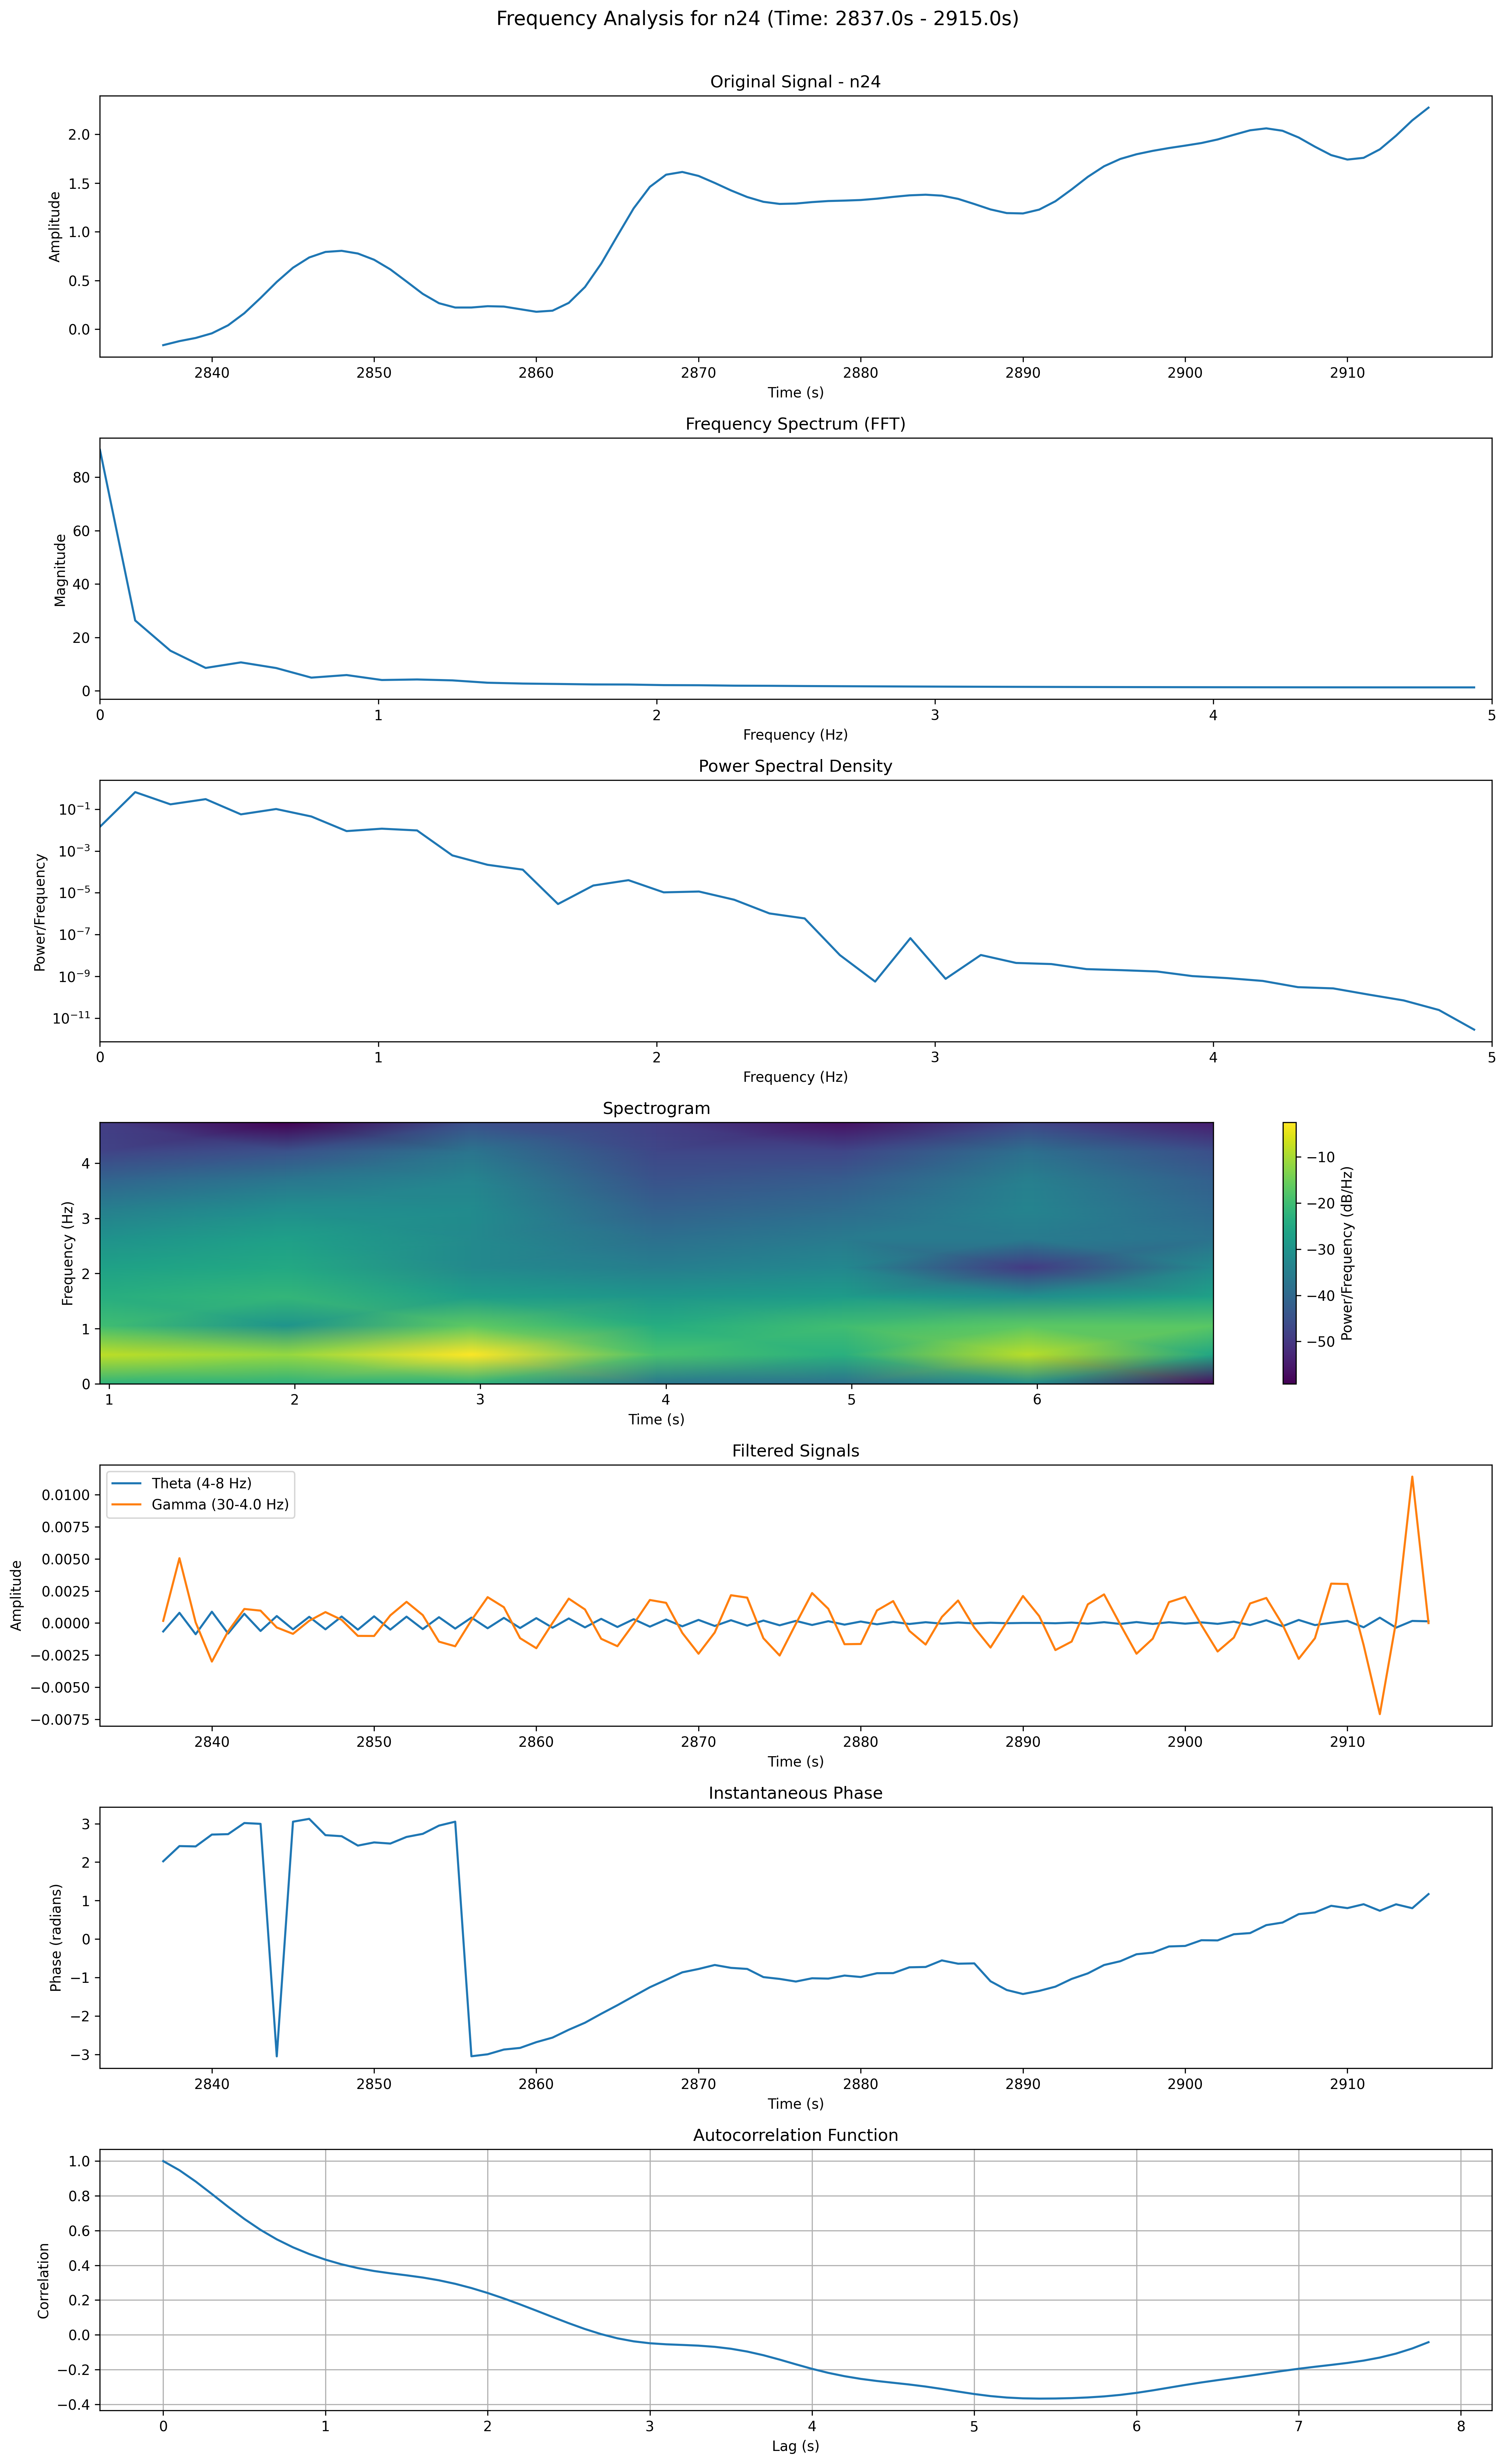 Frequency Analysis for n24 (Time: 2837.0s - 2915.0s)
Original Signal - n24
Amplitude
2.0
1.5
1.0
0.5
0.0
2840 2850 2860 2870 2880 2890 2900 2910
Time (s)
Frequency Spectrum (FFT)
Magnitude
80
60
40
20
0
0 1 2 3 4 5
Frequency (Hz)
Power Spectral Density
Power/Frequency
10⁻¹
10⁻³
10⁻⁵
10⁻⁷
10⁻⁹
10⁻¹¹
0 1 2 3 4 5
Frequency (Hz)
Spectrogram
Frequency (Hz)
4
3
2
1
0
1 2 3 4 5 6
Time (s)
−10
−20
−30
−40
−50
Power/Frequency (dB/Hz)
Filtered Signals
Theta (4-8 Hz)
Gamma (30-4.0 Hz)
Amplitude
0.0100
0.0075
0.0050
0.0025
0.0000
−0.0025
−0.0050
−0.0075
2840 2850 2860 2870 2880 2890 2900 2910
Time (s)
Instantaneous Phase
Phase (radians)
3
2
1
0
−1
−2
−3
2840 2850 2860 2870 2880 2890 2900 2910
Time (s)
Autocorrelation Function
Correlation
1.0
0.8
0.6
0.4
0.2
0.0
−0.2
−0.4
0 1 2 3 4 5 6 7 8
Lag (s)